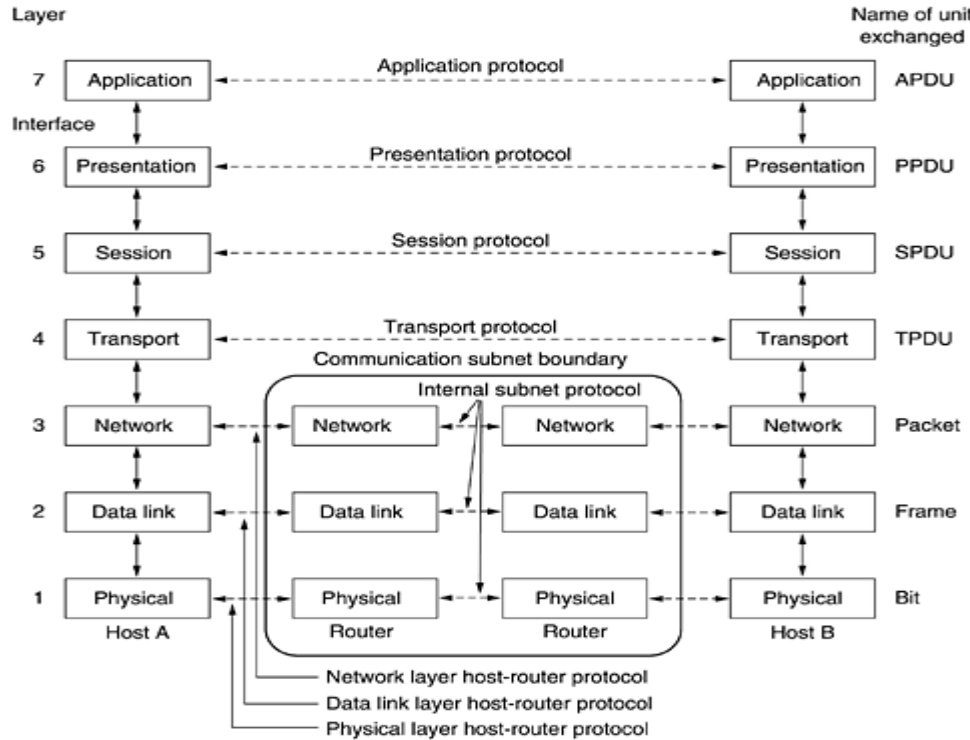 Layer
Name of unit
exchanged
Application protocol
7 Application Application APDU
Interface
Presentation protocol
6 Presentation Presentation PPDU
Session protocol
5 Session Session SPDU
Transport protocol
4 Transport Transport TPDU
Communication subnet boundary
Internal subnet protocol
3 Network Network Network Network Packet
2 Data link Data link Data link Data link Frame
1 Physical Physical Physical Physical Bit
Host A Router Router Host B
Network layer host-router protocol
Data link layer host-router protocol
Physical layer host-router protocol